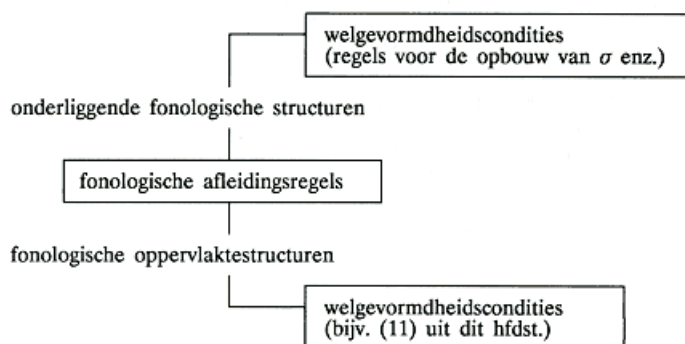 welgevormdheidscondities
(regels voor de opbouw van σ enz.)
onderliggende fonologische structuren
fonologische afleidingsregels
fonologische oppervlaktestructuren
welgevormdheidscondities
(bijv. (11) uit dit hfdst.)